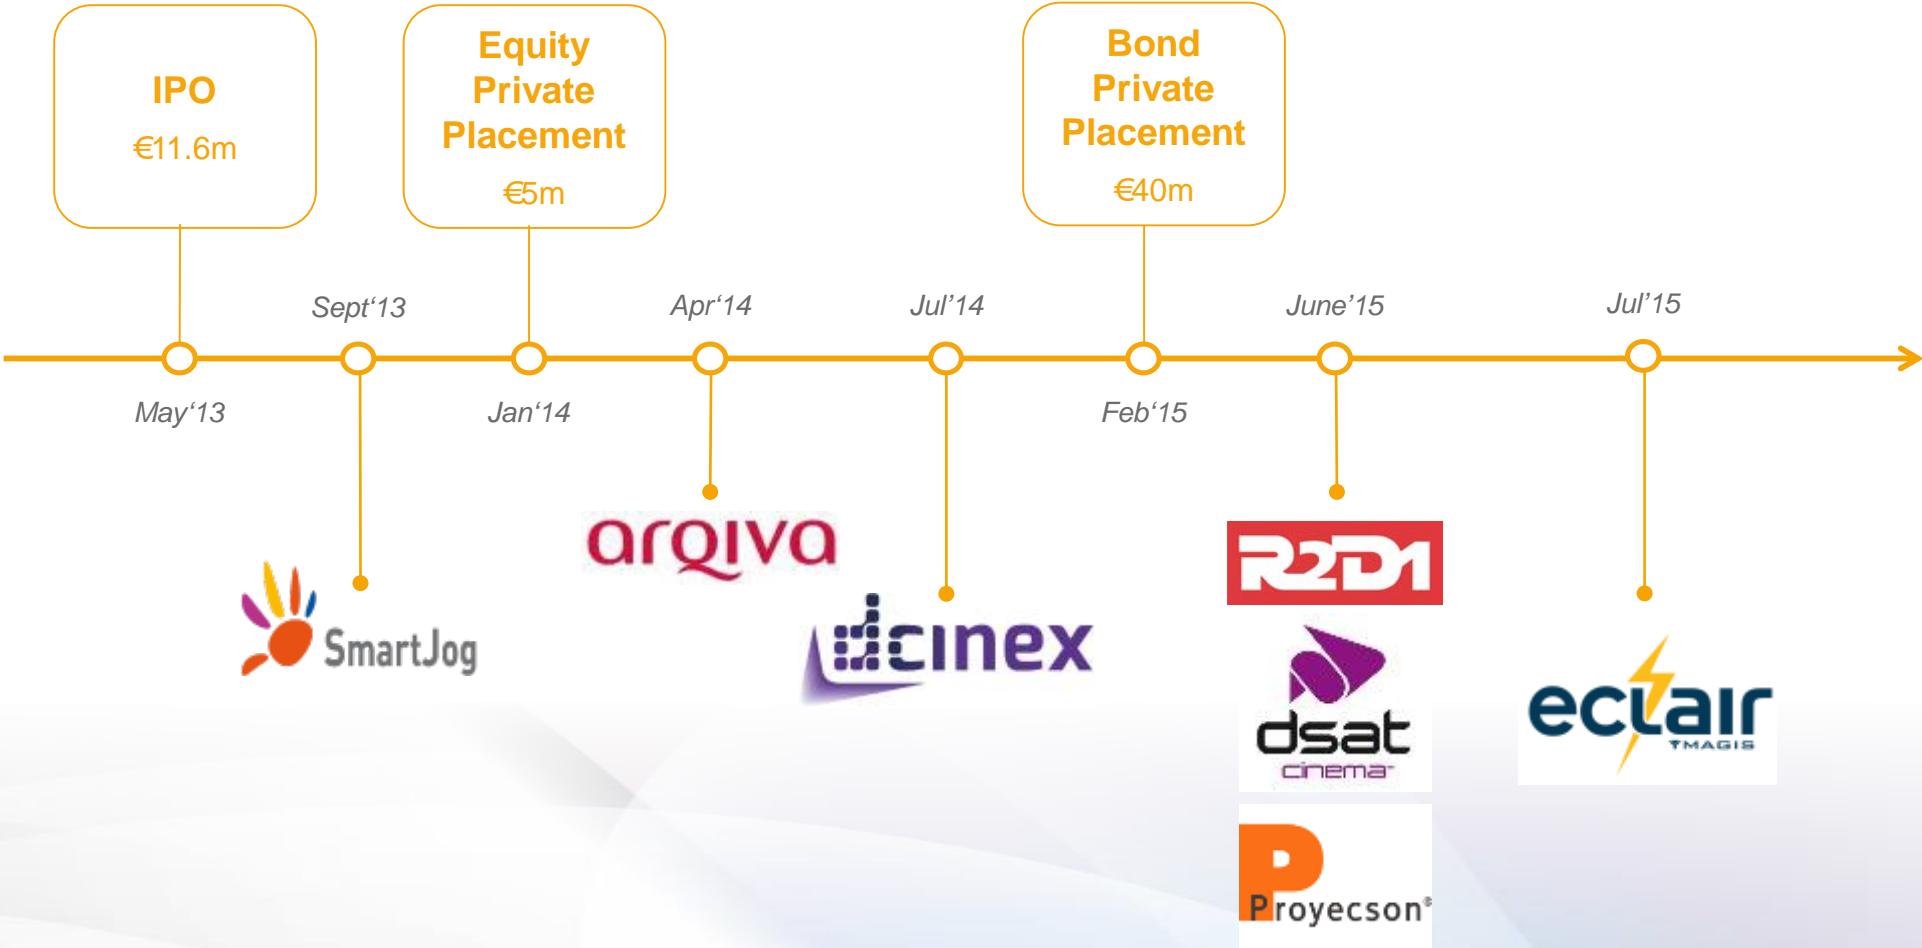 IPO
€11.6m
Equity
Private
Placement
€5m
Bond
Private
Placement
€40m
Sept‘13
Apr‘14
Jul’14
June’15
Jul’15
May‘13
Jan‘14
Feb‘15
arqiva
SmartJog
dcinex
R2D1
dsat
cinema
eclair
YMAGIS
Proyecson®